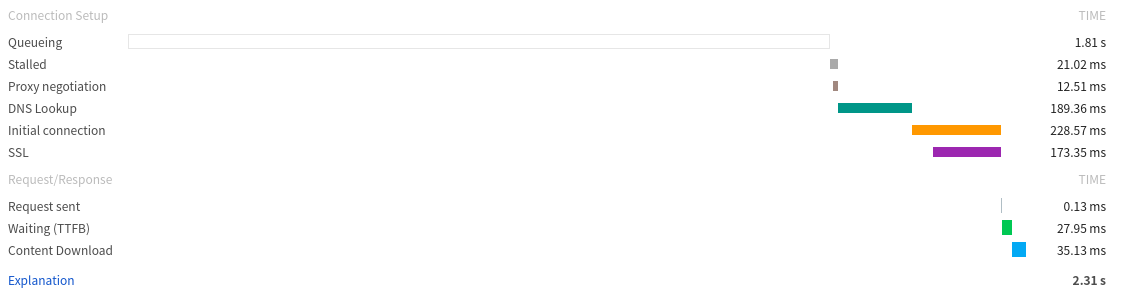 Connection Setup TIME
Queueing 1.81 s
Stalled 21.02 ms
Proxy negotiation 12.51 ms
DNS Lookup 189.36 ms
Initial connection 228.57 ms
SSL 173.35 ms
Request/Response TIME
Request sent 0.13 ms
Waiting (TTFB) 27.95 ms
Content Download 35.13 ms
Explanation 2.31 s